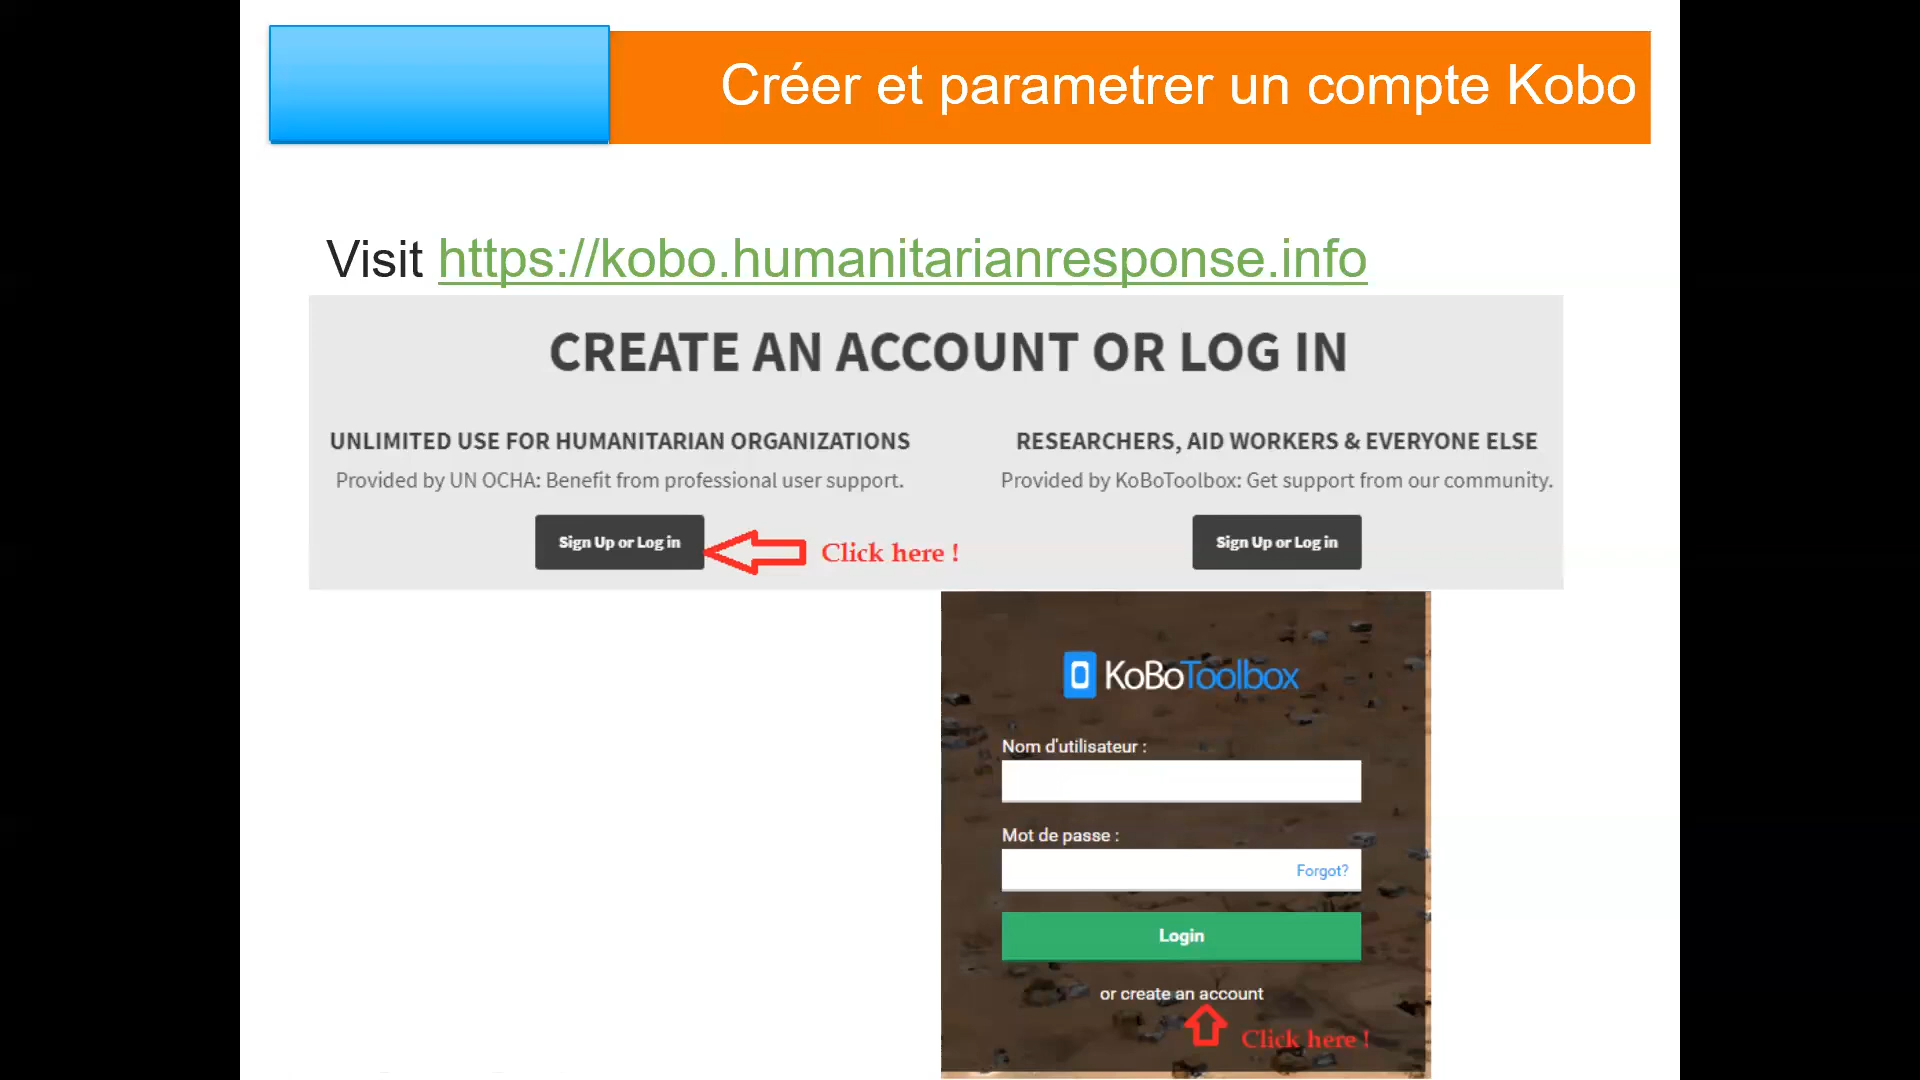 Créer et parametrer un compte Kobo
Visit https://kobo.humanitarianresponse.info
CREATE AN ACCOUNT OR LOG IN
UNLIMITED USE FOR HUMANITARIAN ORGANIZATIONS
Provided by UN OCHA: Benefit from professional user support.
Sign Up or Log in
Click here !
RESEARCHERS, AID WORKERS & EVERYONE ELSE
Provided by KoBoToolbox: Get support from our community.
Sign Up or Log in
KoBoToolbox
Nom d'utilisateur :
Mot de passe :
Forgot?
Login
or create an account
Click here !